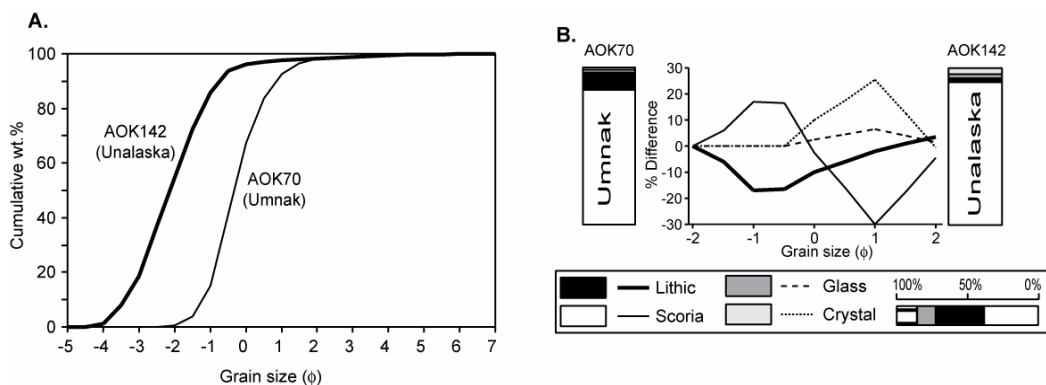 A.
Cumulative wt.%
100
80
60
40
20
0
AOK142
(Unalaska)
AOK70
(Umnak)
-5 -4 -3 -2 -1 0 1 2 3 4 5 6 7
Grain size (ϕ)
B.
AOK70
Umnak
% Difference
30
20
10
0
-10
-20
-30
-2 -1 0 1 2
Grain size (ϕ)
AOK142
Unalaska
Lithic
Glass
100% 50% 0%
Scoria
Crystal